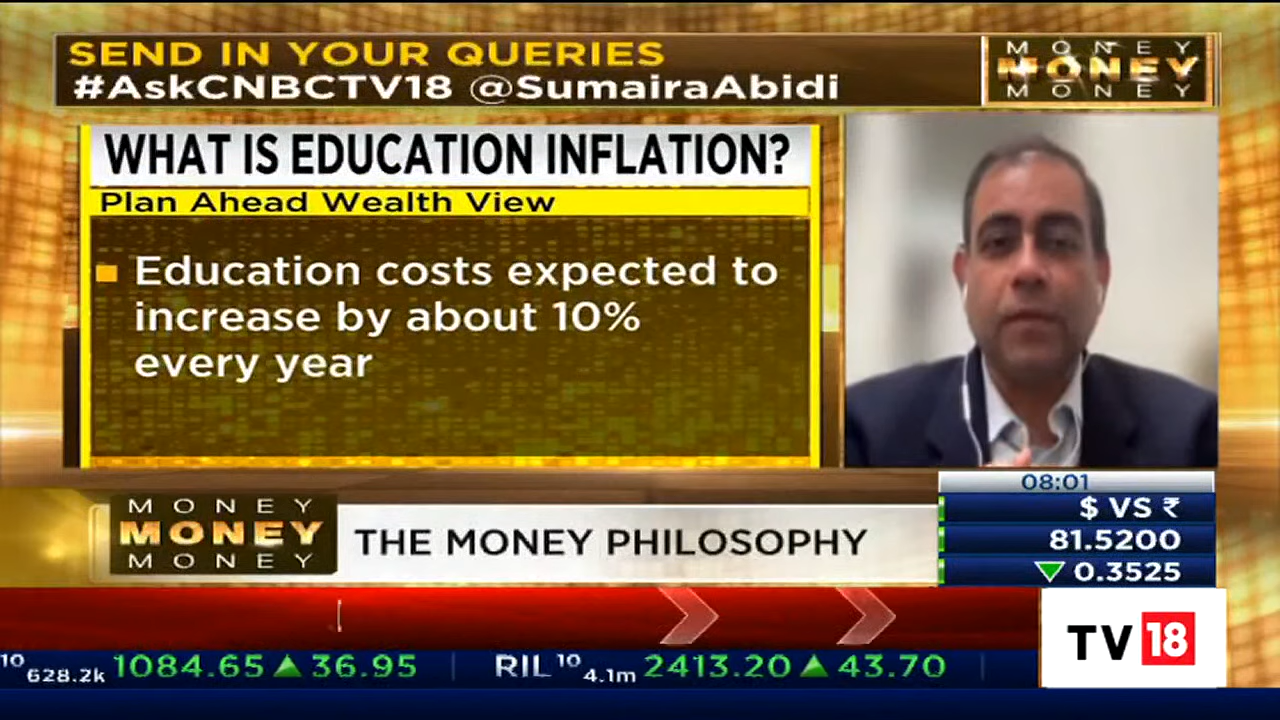 SEND IN YOUR QUERIES
#AskCNBCTV18 @SumairaAbidi
MONEY
MONEY
MONEY
WHAT IS EDUCATION INFLATION?
Plan Ahead Wealth View
Education costs expected to
increase by about 10%
every year
08:01
$ VS ₹
81.5200
▼ 0.3525
MONEY
MONEY
MONEY
THE MONEY PHILOSOPHY
TV18
10 628.2k 1084.65 ▲ 36.95 RIL 10 4.1m 2413.20 ▲ 43.70